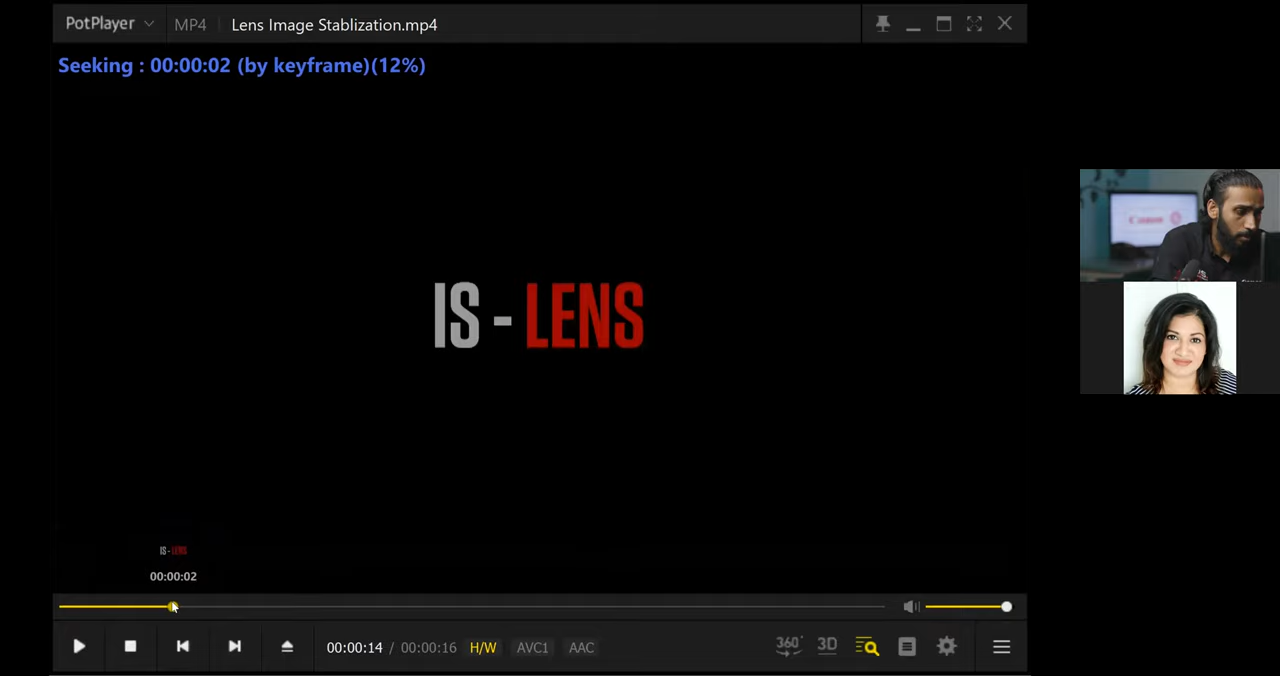 PotPlayer MP4 Lens Image Stablization.mp4
Seeking : 00:00:02 (by keyframe)(12%)
Canon
IS - LENS
IS - LENS
00:00:02
00:00:14 / 00:00:16 H/W AVC1 AAC 360° 3D